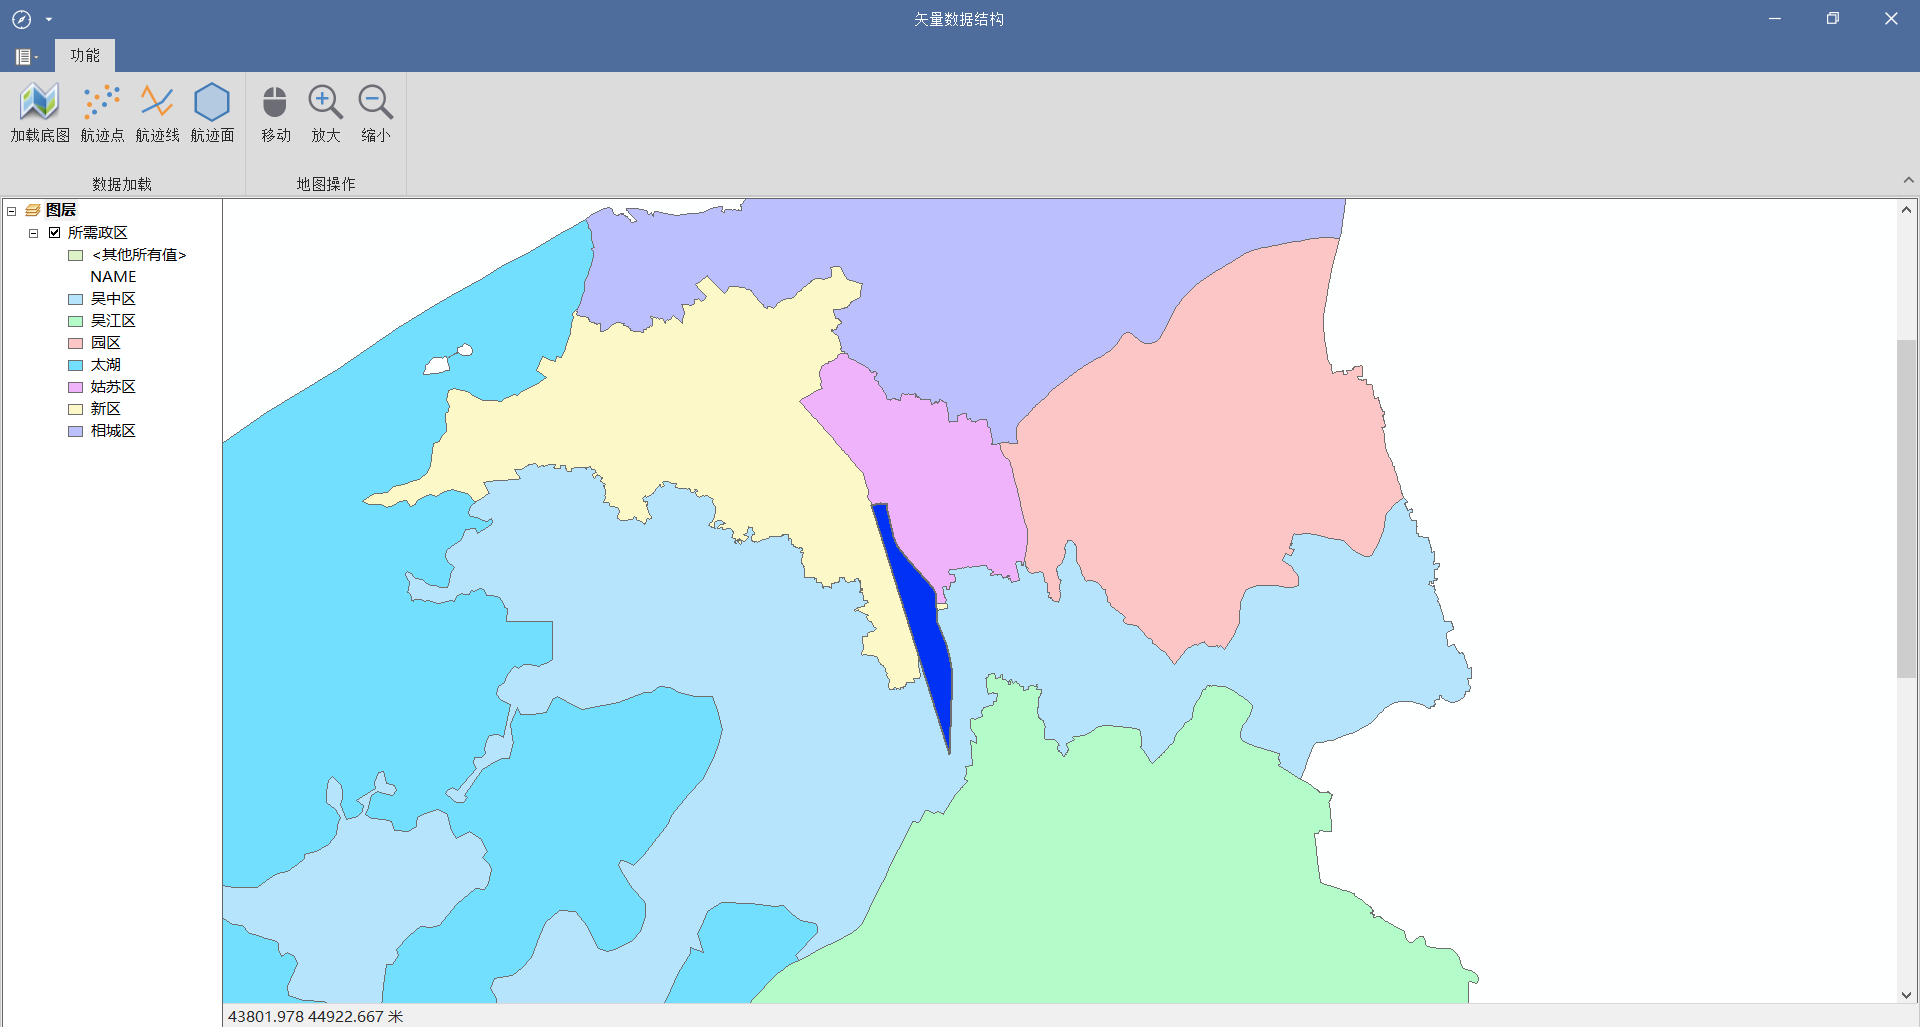 矢量数据结构
功能
加载底图 航迹点 航迹线 航迹面 移动 放大 缩小
数据加载 地图操作
图层
所需政区
<其他所有值>
NAME
吴中区
吴江区
园区
太湖
姑苏区
新区
相城区
43801.978 44922.667 米